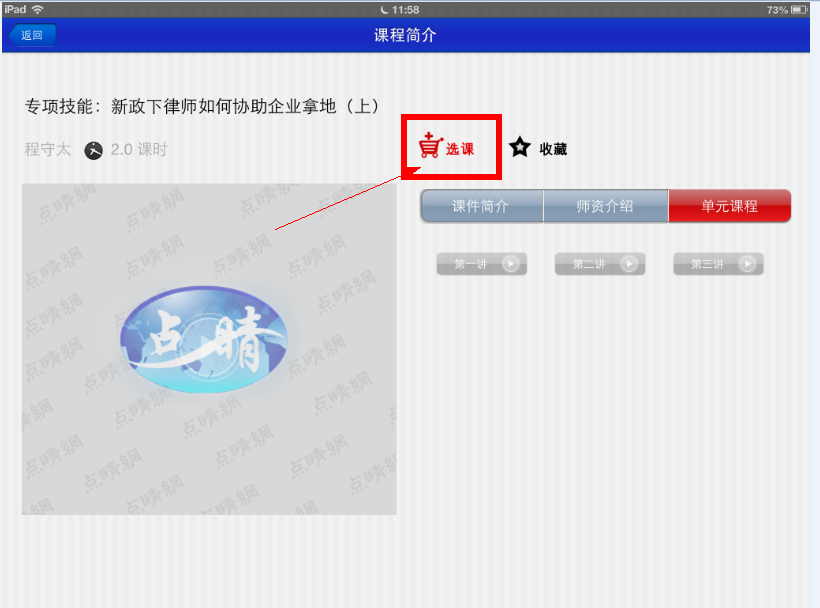 iPad 11:58 73%
返回 课程简介
专项技能：新政下律师如何协助企业拿地（上）
程守太 2.0 课时 选课 收藏
课件简介 师资介绍 单元课程
第一讲 第二讲 第三讲
点晴
点睛網